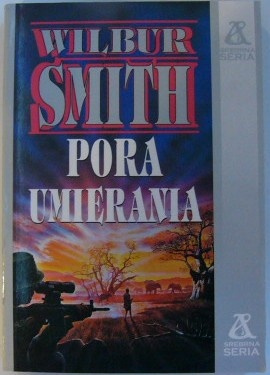 WILBUR
SMITH
PORA
UMIERANIA
SREBRNA
SERIA
SREBRNA
SERIA